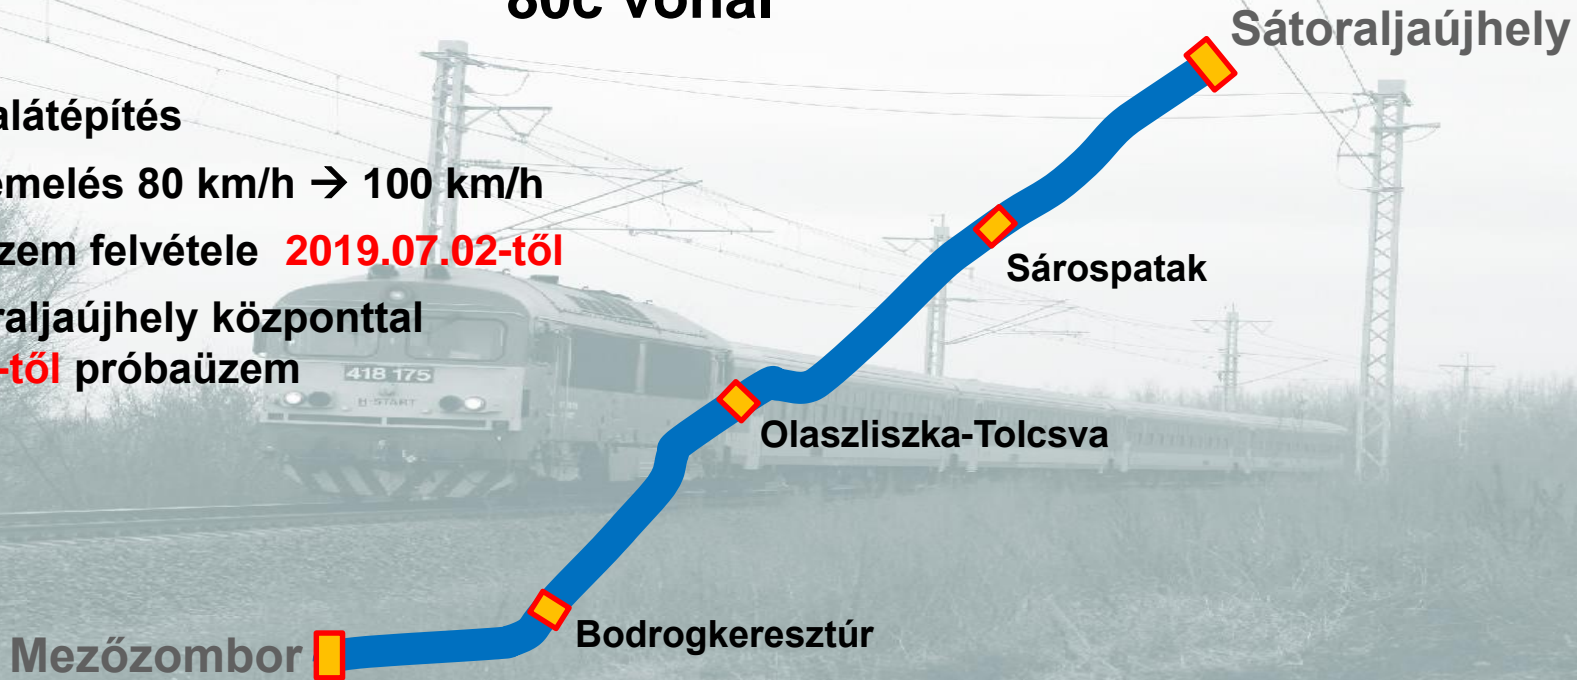 80c vonal
Sátoraljaújhely
alátépítés
emelés 80 km/h → 100 km/h
zem felvétele 2019.07.02-től
raljaújhely központtal
-től próbaüzem
418 175
H-START
Sárospatak
Olaszliszka-Tolcsva
Bodrogkeresztúr
Mezőzombor